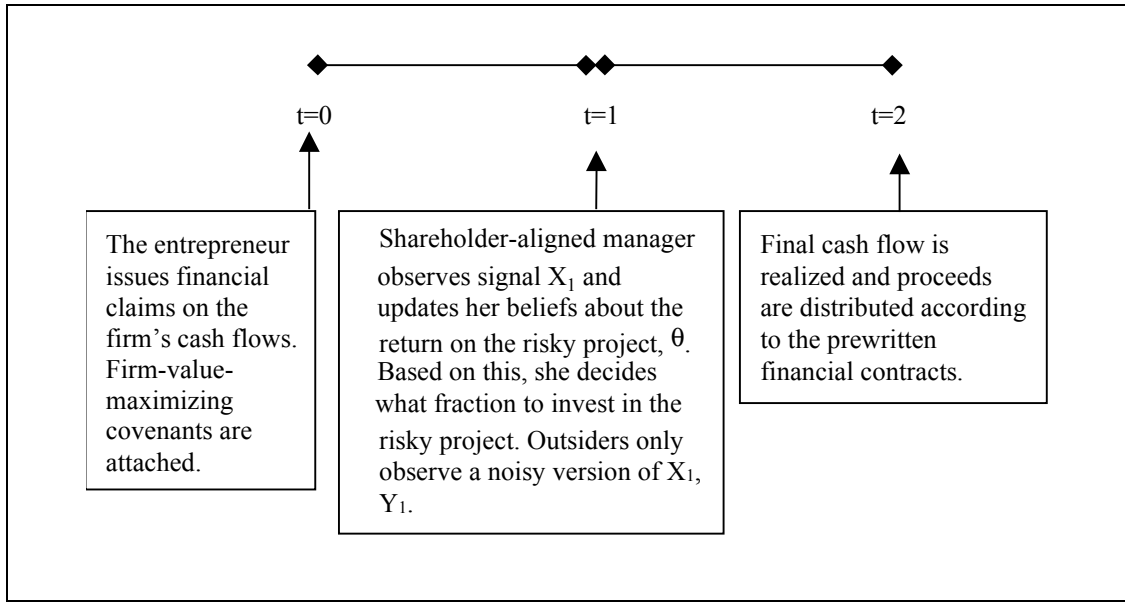 t=0
t=1
t=2
The entrepreneur
issues financial
claims on the
firm's cash flows.
Firm-value-
maximizing
covenants are
attached.
Shareholder-aligned manager
observes signal X₁ and
updates her beliefs about the
return on the risky project, θ.
Based on this, she decides
what fraction to invest in the
risky project. Outsiders only
observe a noisy version of X₁,
Y₁.
Final cash flow is
realized and proceeds
are distributed according
to the prewritten
financial contracts.